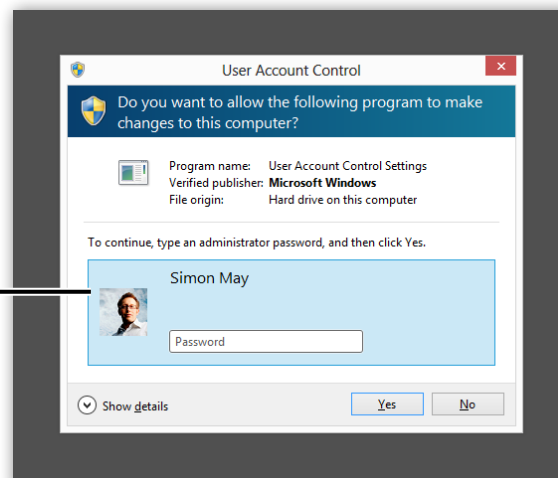 User Account Control
Do you want to allow the following program to make
changes to this computer?
Program name: User Account Control Settings
Verified publisher: Microsoft Windows
File origin: Hard drive on this computer
To continue, type an administrator password, and then click Yes.
Simon May
Password
Show details
Yes
No